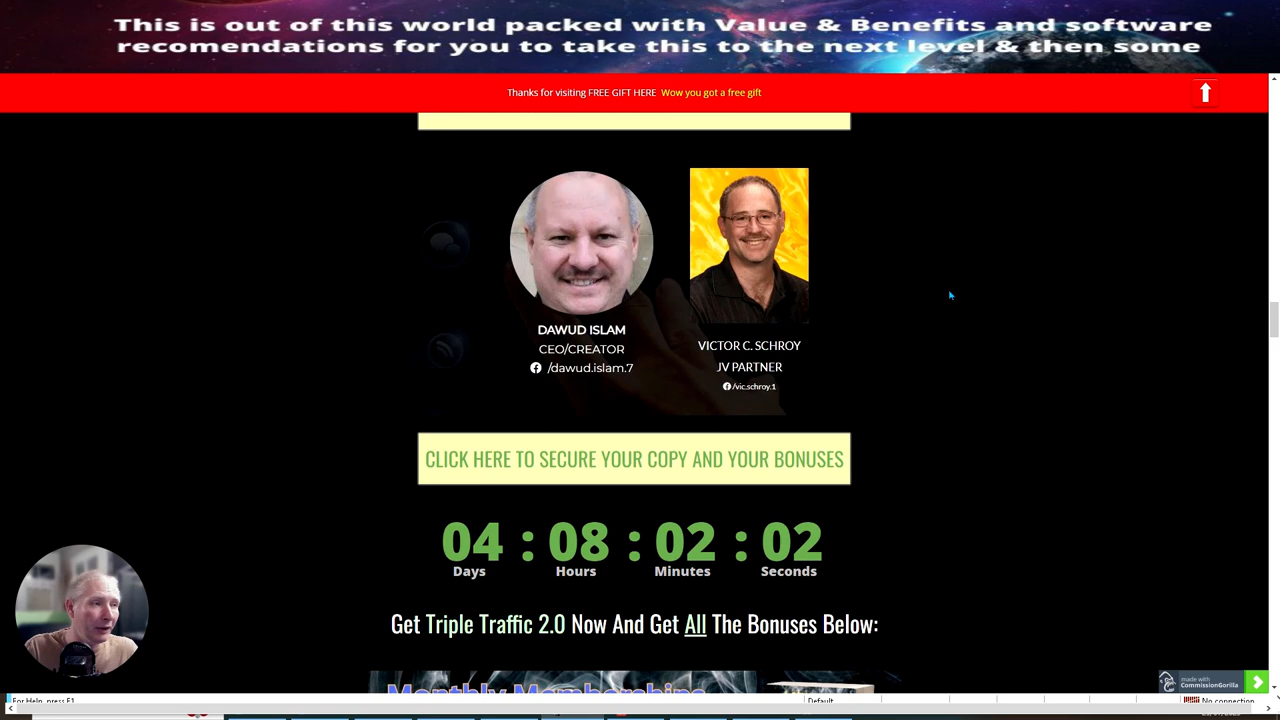 This is out of this world packed with Value & Benefits and software
recomendations for you to take this to the next level & then some
Thanks for visiting FREE GIFT HERE Wow you got a free gift
DAWUD ISLAM
CEO/CREATOR
/dawud.islam.7
VICTOR C. SCHROY
JV PARTNER
/vic.schroy.1
CLICK HERE TO SECURE YOUR COPY AND YOUR BONUSES
04 : 08 : 02 : 02
Days Hours Minutes Seconds
Get Triple Traffic 2.0 Now And Get All The Bonuses Below:
Monthly Memberships
made with
CommissionGorilla
For Help, press F1
Default
No connection